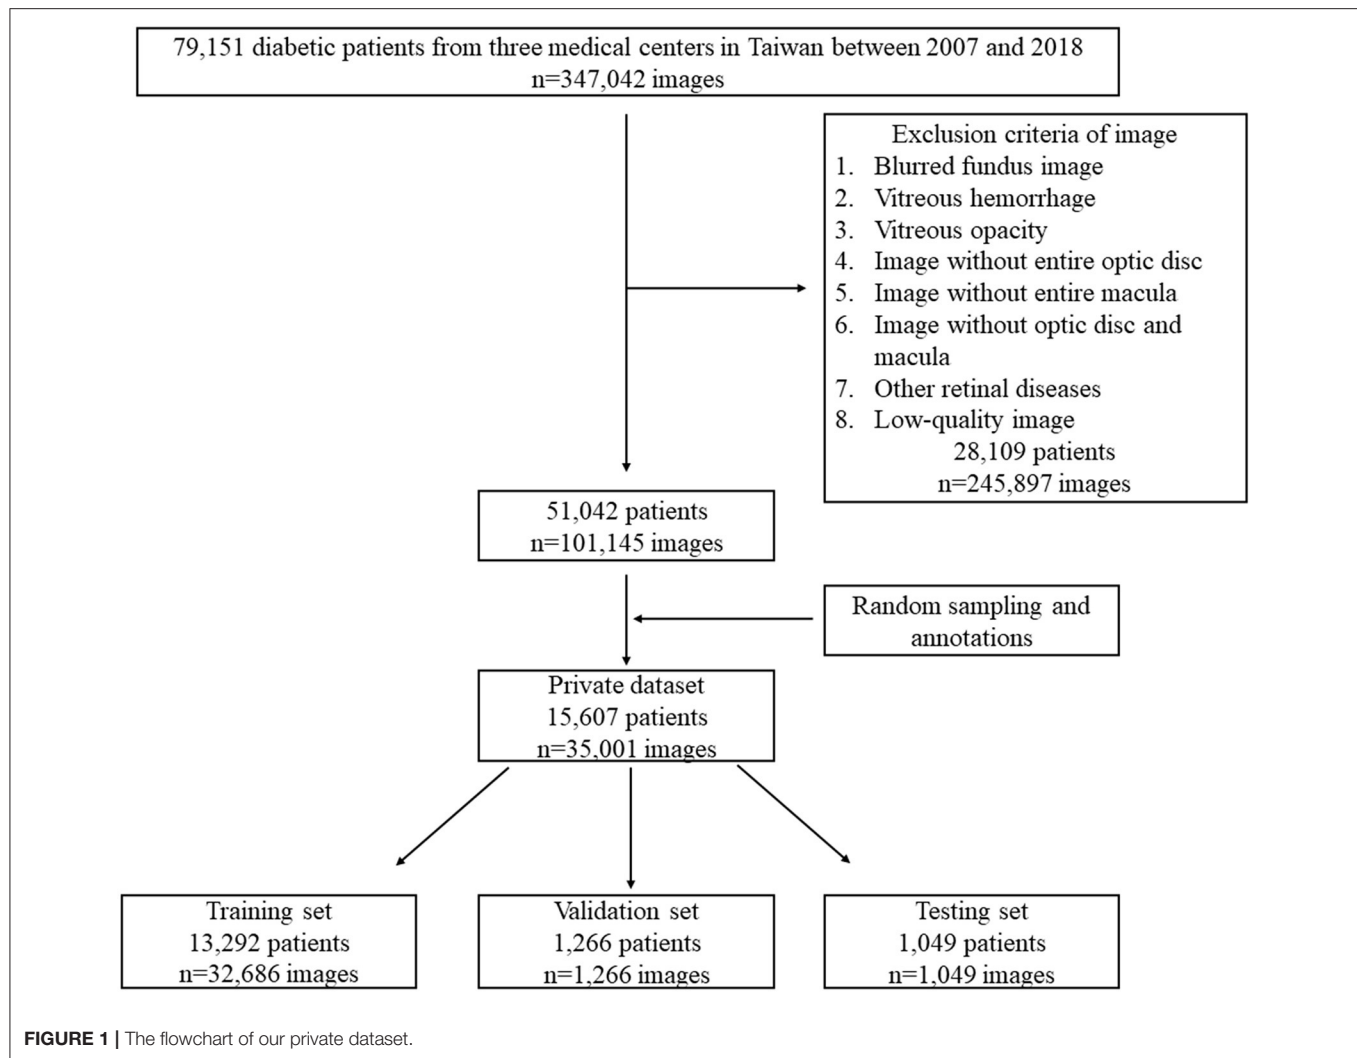 79,151 diabetic patients from three medical centers in Taiwan between 2007 and 2018
n=347,042 images
Exclusion criteria of image
1. Blurred fundus image
2. Vitreous hemorrhage
3. Vitreous opacity
4. Image without entire optic disc
5. Image without entire macula
6. Image without optic disc and
macula
7. Other retinal diseases
8. Low-quality image
28,109 patients
n=245,897 images
51,042 patients
n=101,145 images
Random sampling and
annotations
Private dataset
15,607 patients
n=35,001 images
Training set
13,292 patients
n=32,686 images
Validation set
1,266 patients
n=1,266 images
Testing set
1,049 patients
n=1,049 images
FIGURE 1 | The flowchart of our private dataset.